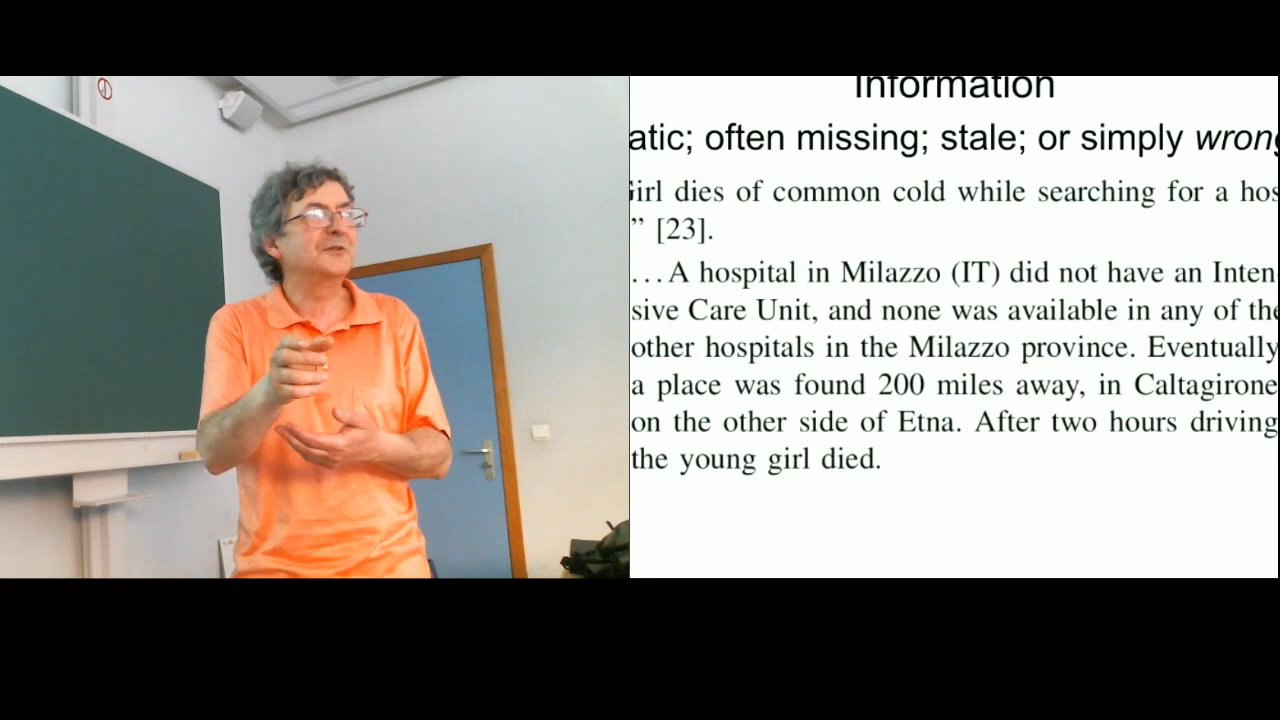 Information
atic; often missing; stale; or simply wrong
Girl dies of common cold while searching for a hos
” [23].
…A hospital in Milazzo (IT) did not have an Inten
sive Care Unit, and none was available in any of the
other hospitals in the Milazzo province. Eventually
a place was found 200 miles away, in Caltagirone
on the other side of Etna. After two hours driving
the young girl died.